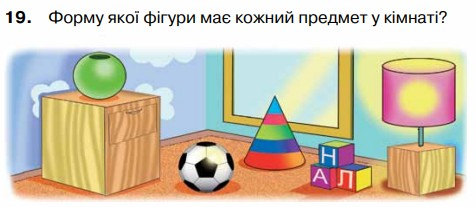 19. Форму якої фігури має кожний предмет у кімнаті?
Н
А Л